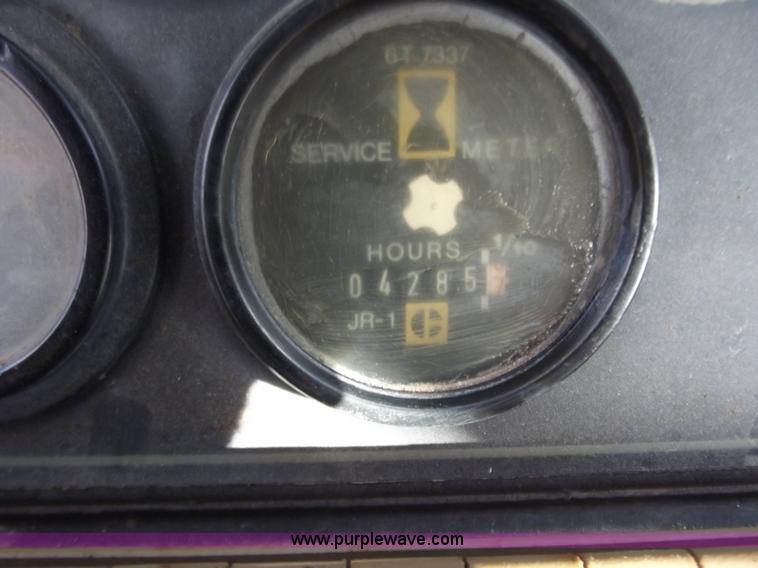 6T 7337
SERVICE METER
HOURS 1/10
04285
JR-1
www.purplewave.com